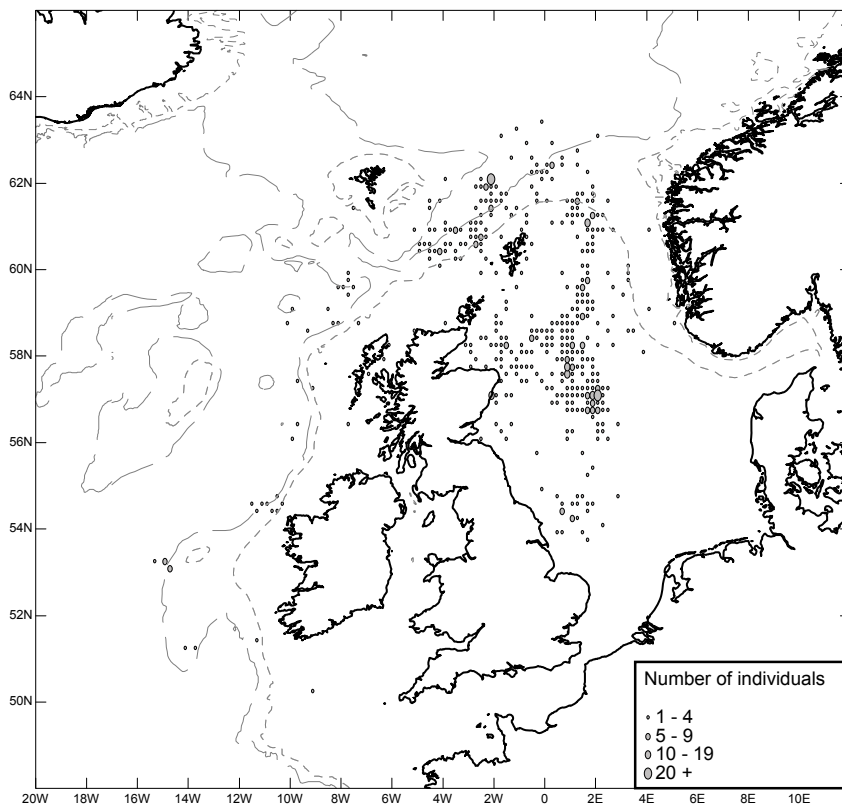 64N
62N
60N
58N
56N
54N
52N
50N
Number of individuals
1 - 4
5 - 9
10 - 19
20 +
20W 18W 16W 14W 12W 10W 8W 6W 4W 2W 0 2E 4E 6E 8E 10E